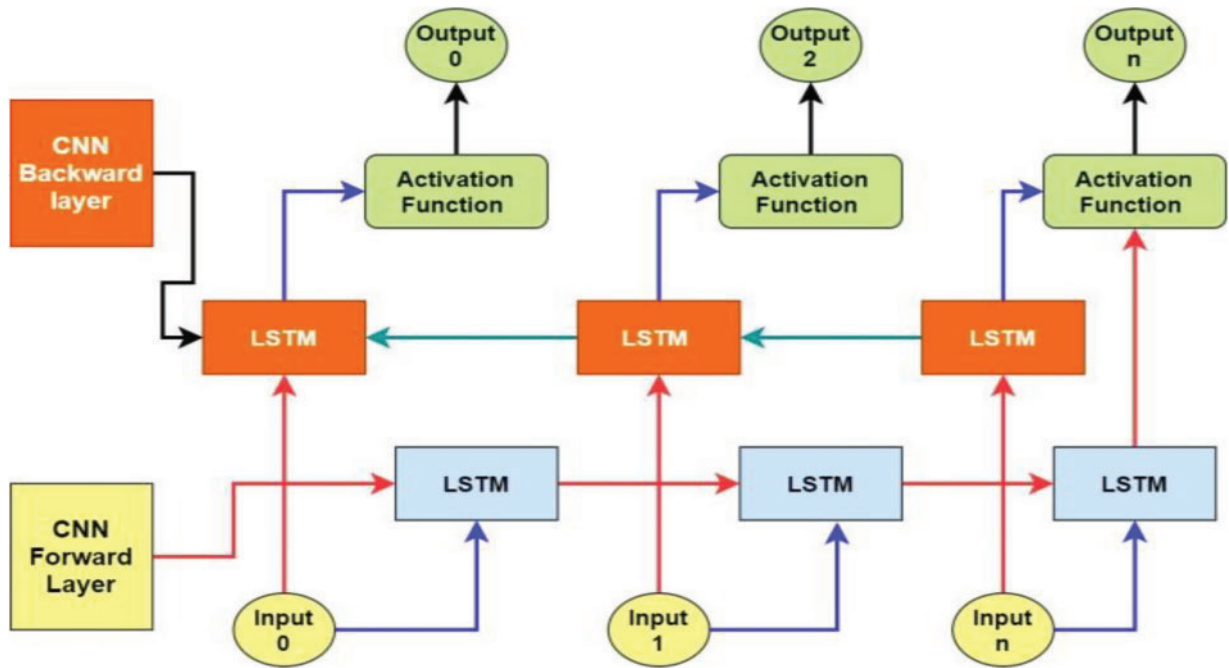 Output
0
Output
2
Output
n
CNN
Backward
layer
Activation
Function
Activation
Function
Activation
Function
LSTM
LSTM
LSTM
LSTM
LSTM
LSTM
CNN
Forward
Layer
Input
0
Input
1
Input
n